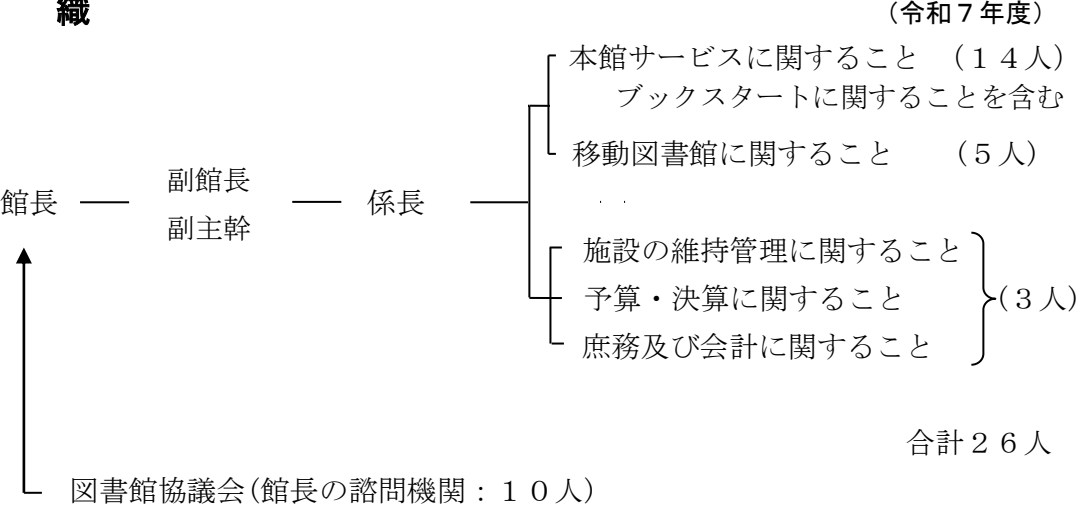 織
（令和７年度）
本館サービスに関すること （１４人）
ブックスタートに関することを含む
移動図書館に関すること （５人）
館長
副館長
副主幹
係長
施設の維持管理に関すること
予算・決算に関すること
庶務及び会計に関すること
(３人)
合計２６人
図書館協議会(館長の諮問機関：１０人)